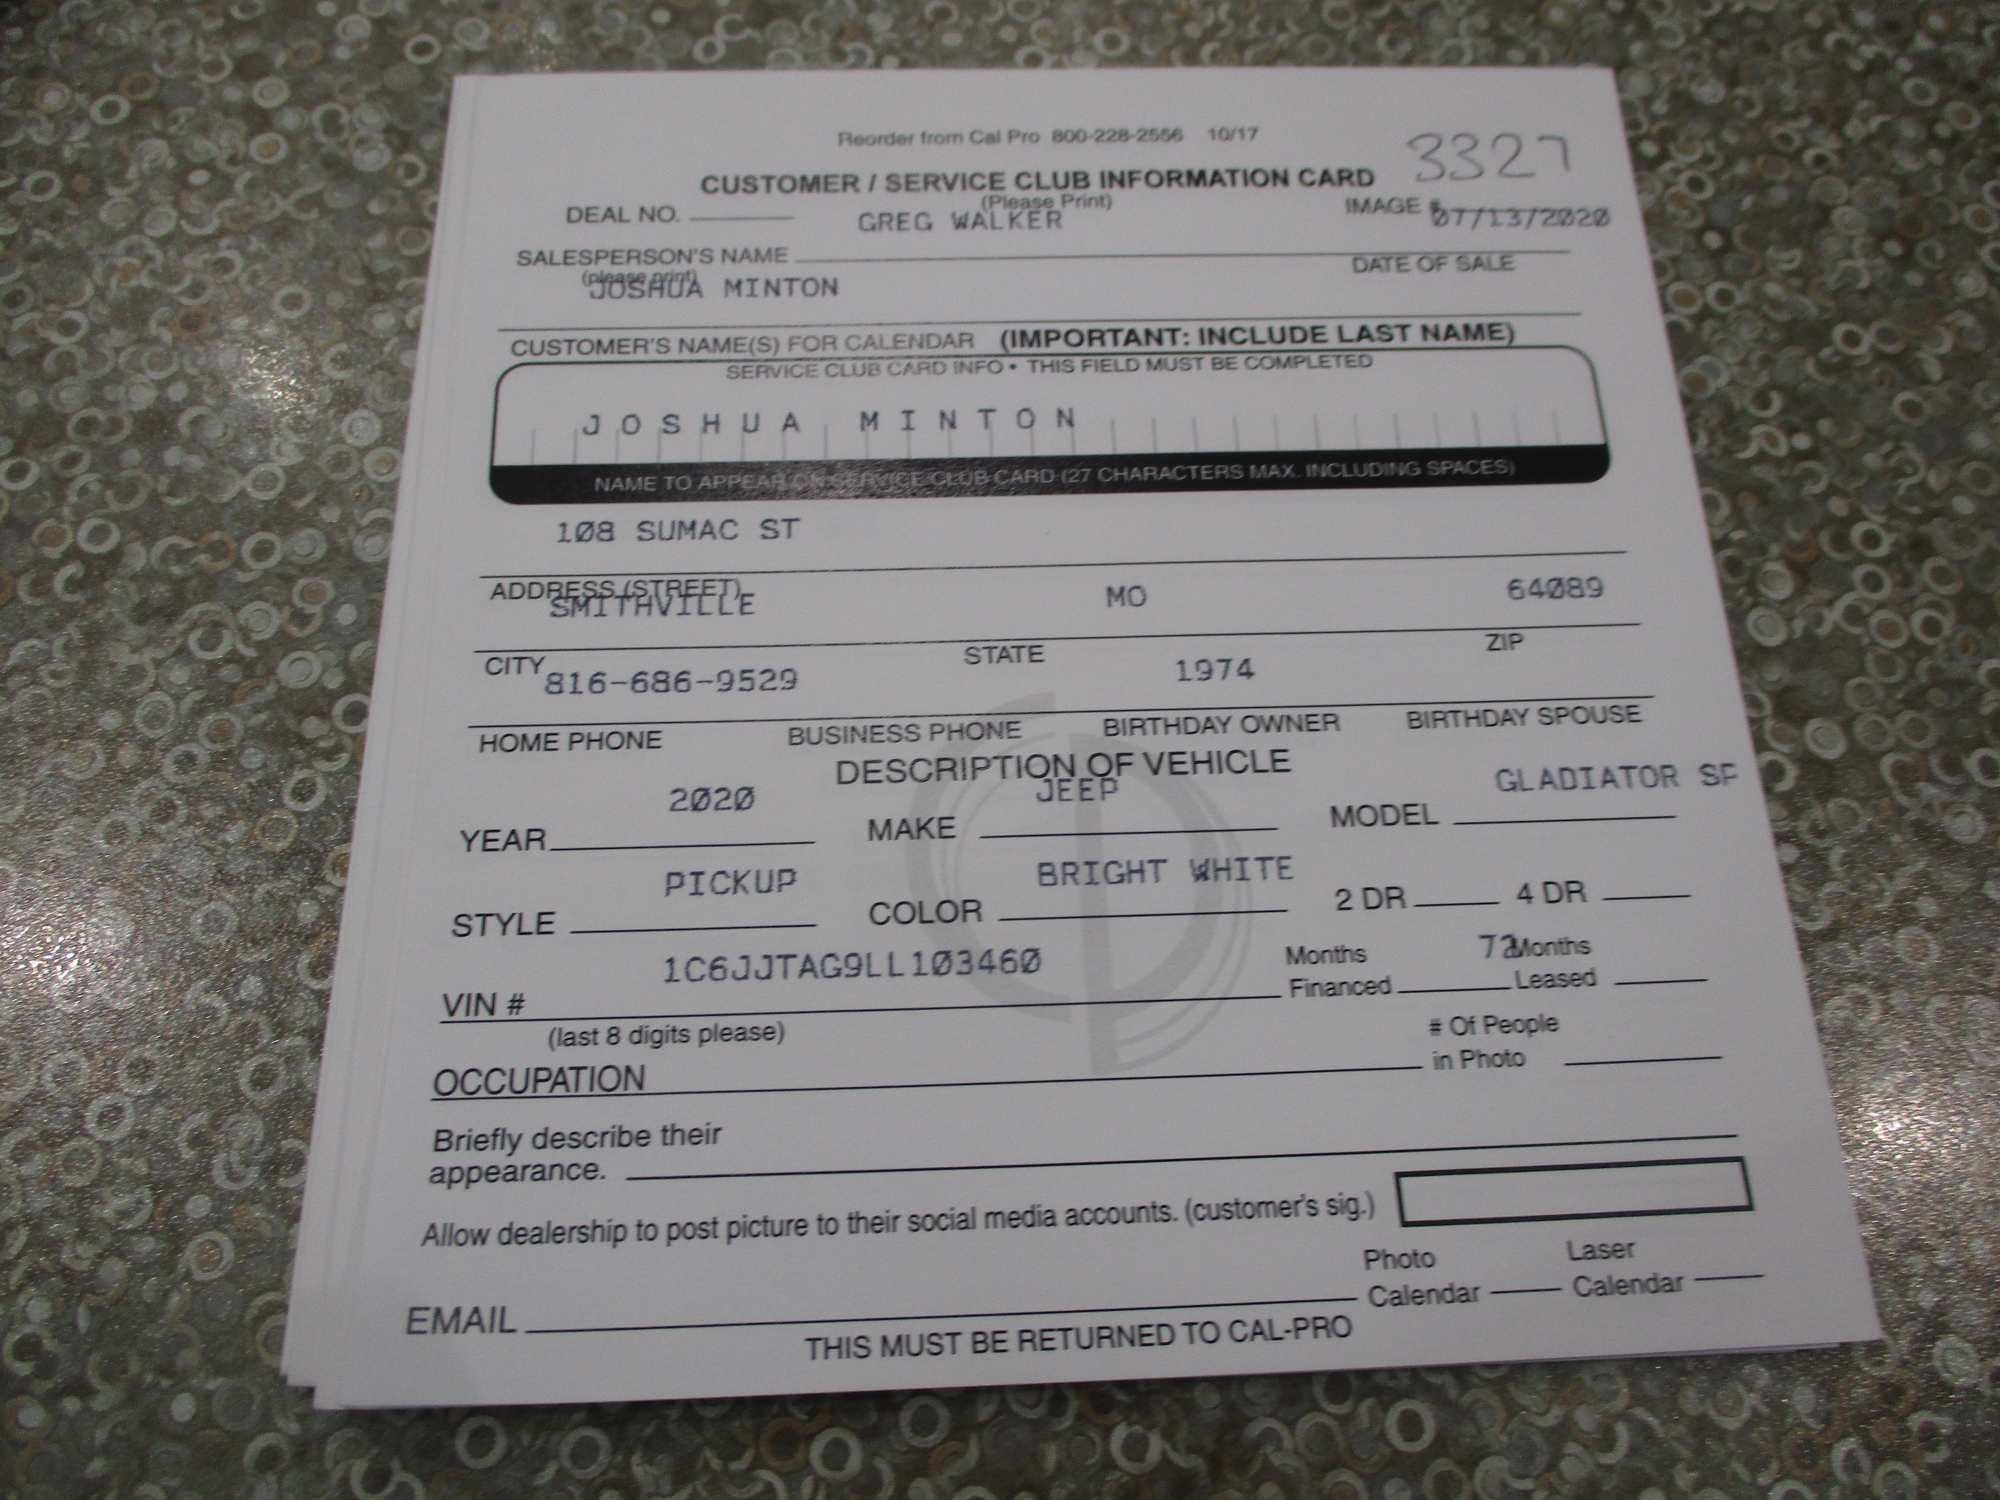 Reorder from Cal Pro 800-228-2556 10/17
3327
CUSTOMER / SERVICE CLUB INFORMATION CARD
(Please Print)
DEAL NO. GREG WALKER IMAGE # 07/13/2020
SALESPERSON'S NAME DATE OF SALE
(please print)
JOSHUA MINTON
CUSTOMER'S NAME(S) FOR CALENDAR (IMPORTANT: INCLUDE LAST NAME)
SERVICE CLUB CARD INFO • THIS FIELD MUST BE COMPLETED
JOSHUA MINTON
NAME TO APPEAR ON SERVICE CLUB CARD (27 CHARACTERS MAX. INCLUDING SPACES)
108 SUMAC ST
ADDRESS (STREET)
SMITHVILLE MO 64089
CITY STATE ZIP
816-686-9529 1974
HOME PHONE BUSINESS PHONE BIRTHDAY OWNER BIRTHDAY SPOUSE
DESCRIPTION OF VEHICLE
2020 JEEP GLADIATOR SP
YEAR MAKE MODEL
PICKUP BRIGHT WHITE
STYLE COLOR 2 DR 4 DR
1C6JJTAG9LL103460 Months 72 Months
VIN # Financed Leased
(last 8 digits please) # Of People
OCCUPATION in Photo
Briefly describe their
appearance.
Allow dealership to post picture to their social media accounts. (customer's sig.)
Photo Laser
EMAIL Calendar Calendar
THIS MUST BE RETURNED TO CAL-PRO